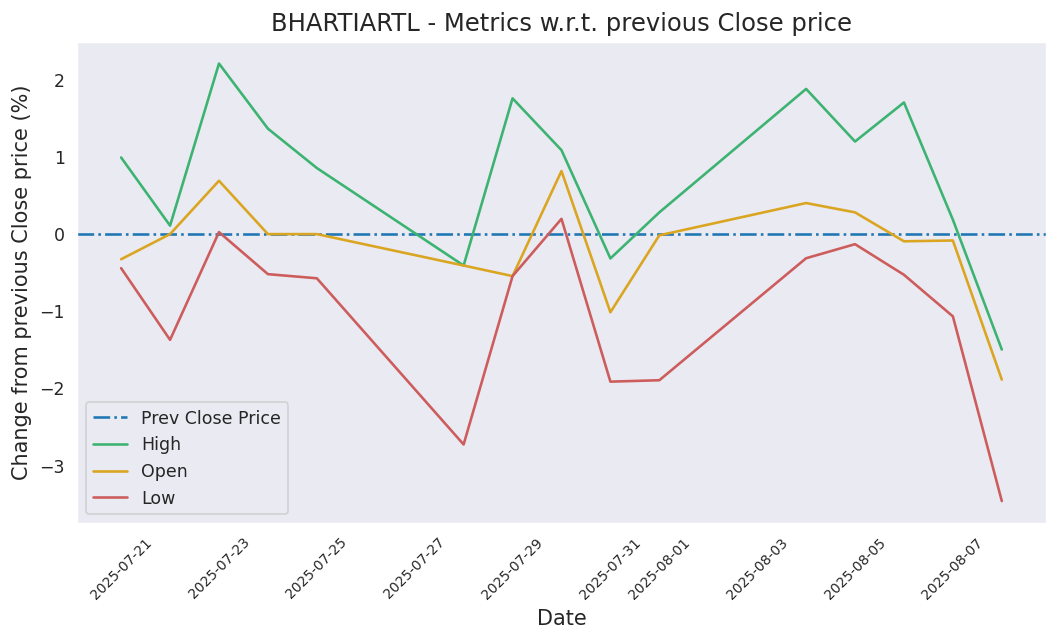 BHARTIARTL - Metrics w.r.t. previous Close price
Change from previous Close price (%)
2
1
0
−1
−2
−3
Prev Close Price
High
Open
Low
2025-07-21
2025-07-23
2025-07-25
2025-07-27
2025-07-29
2025-07-31
2025-08-01
2025-08-03
2025-08-05
2025-08-07
Date